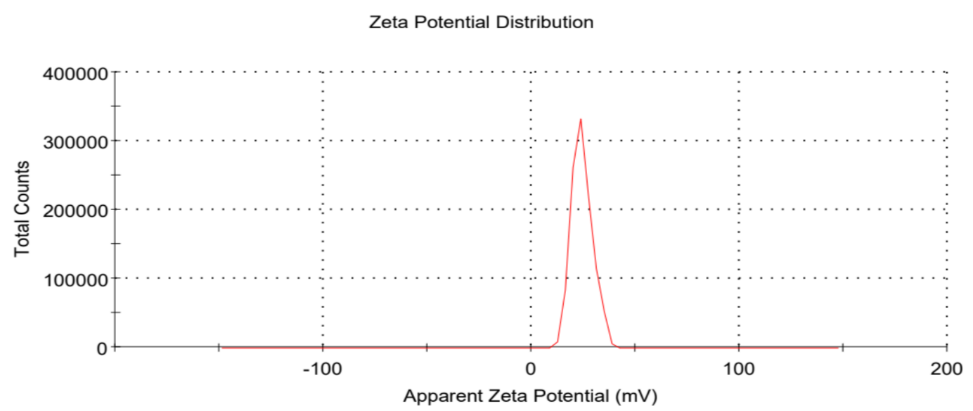 Zeta Potential Distribution
400000
300000
200000
100000
0
Total Counts
-100 0 100 200
Apparent Zeta Potential (mV)